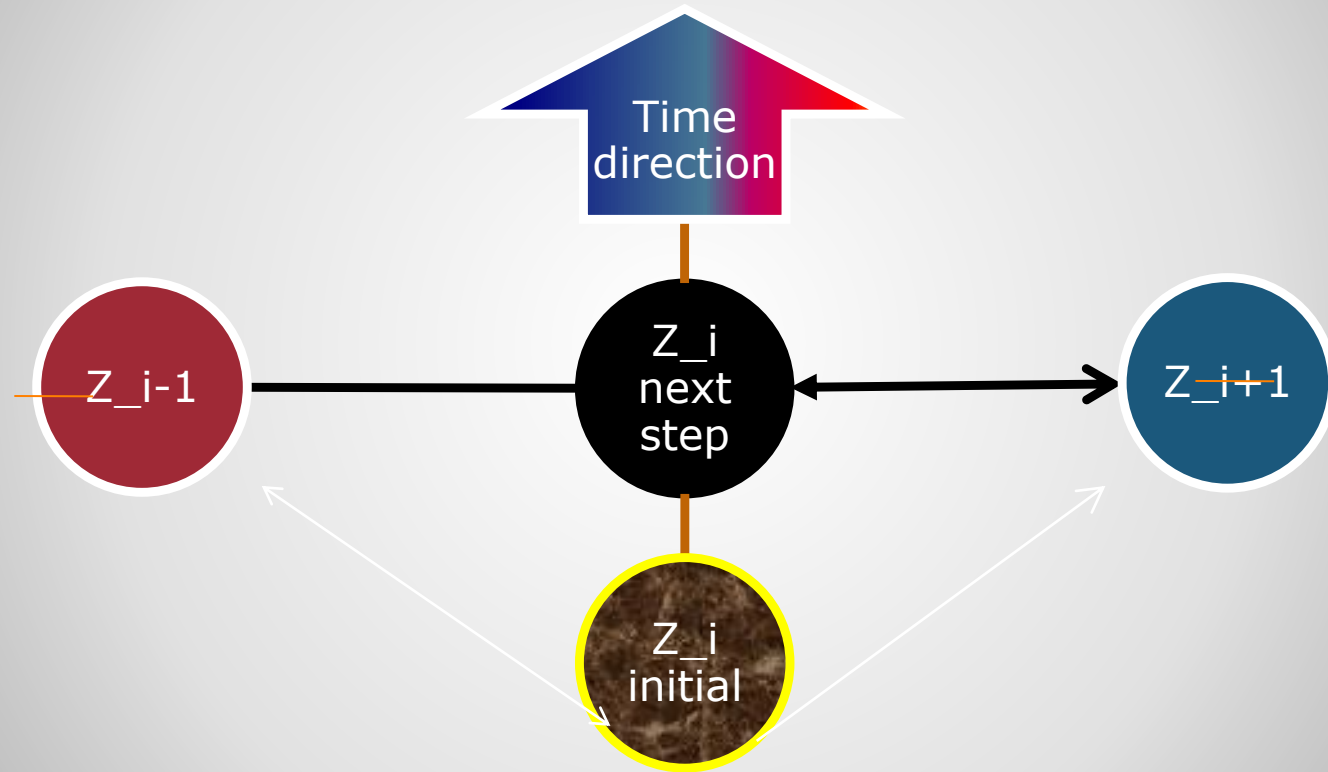 Time
direction
Z_i-1
Z_i
next
step
Z_i+1
Z_i
initial